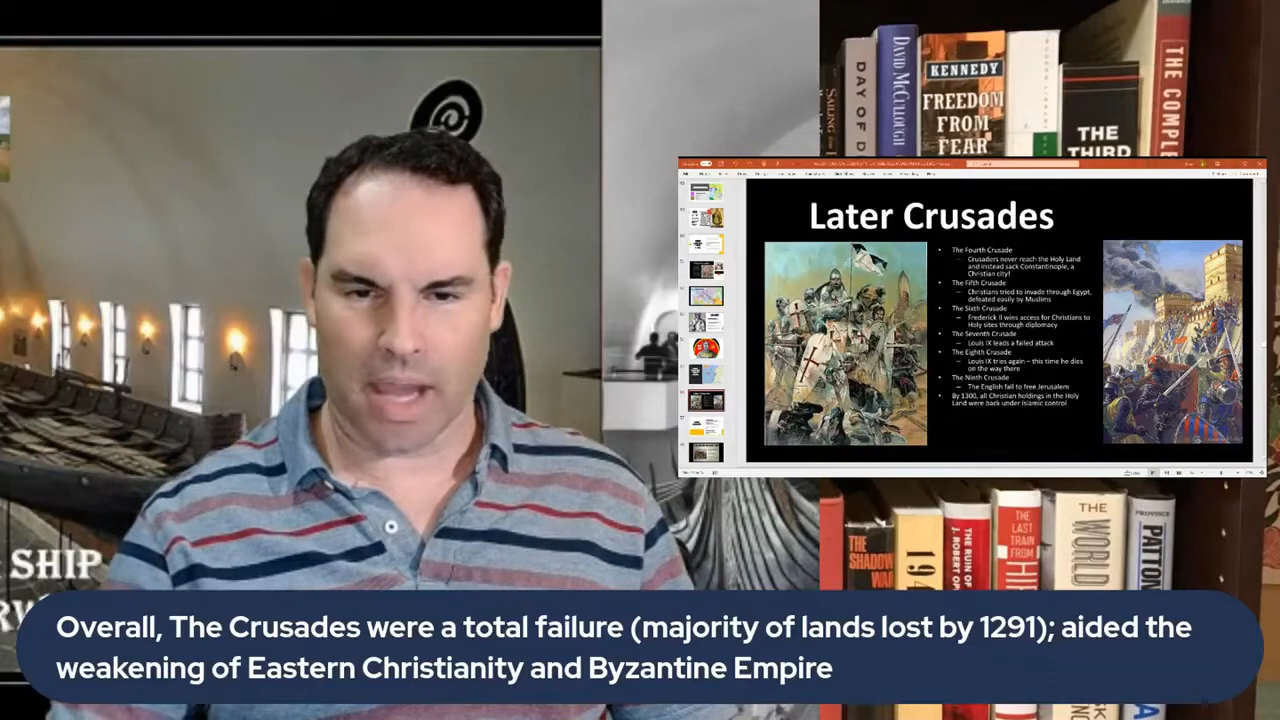 SAILING
DAY OF D
DAVID McCULLOUGH
KENNEDY
FREEDOM
FROM
FEAR
THE
THIRD
THE COMPLE
Later Crusades
• The Fourth Crusade
– Crusaders never reach the Holy Land
and instead sack Constantinople, a
Christian city!
• The Fifth Crusade
– Christians tried to invade through Egypt,
defeated easily by Muslims
• The Sixth Crusade
– Frederick II wins access for Christians to
Holy sites through diplomacy
• The Seventh Crusade
– Louis IX leads a failed attack
• The Eighth Crusade
– Louis IX tries again – this time he dies
on the way there
• The Ninth Crusade
– The English fail to free Jerusalem
• By 1300, all Christian holdings in the Holy
Land were back under Islamic control
THE
SHADOW
WAR
194
THE RUIN OF
J. ROBERT OP
THE
LAST
TRAIN
FROM
HI
THE
WORLD
PROVINCE
PATTON
SHIP
Overall, The Crusades were a total failure (majority of lands lost by 1291); aided the
weakening of Eastern Christianity and Byzantine Empire